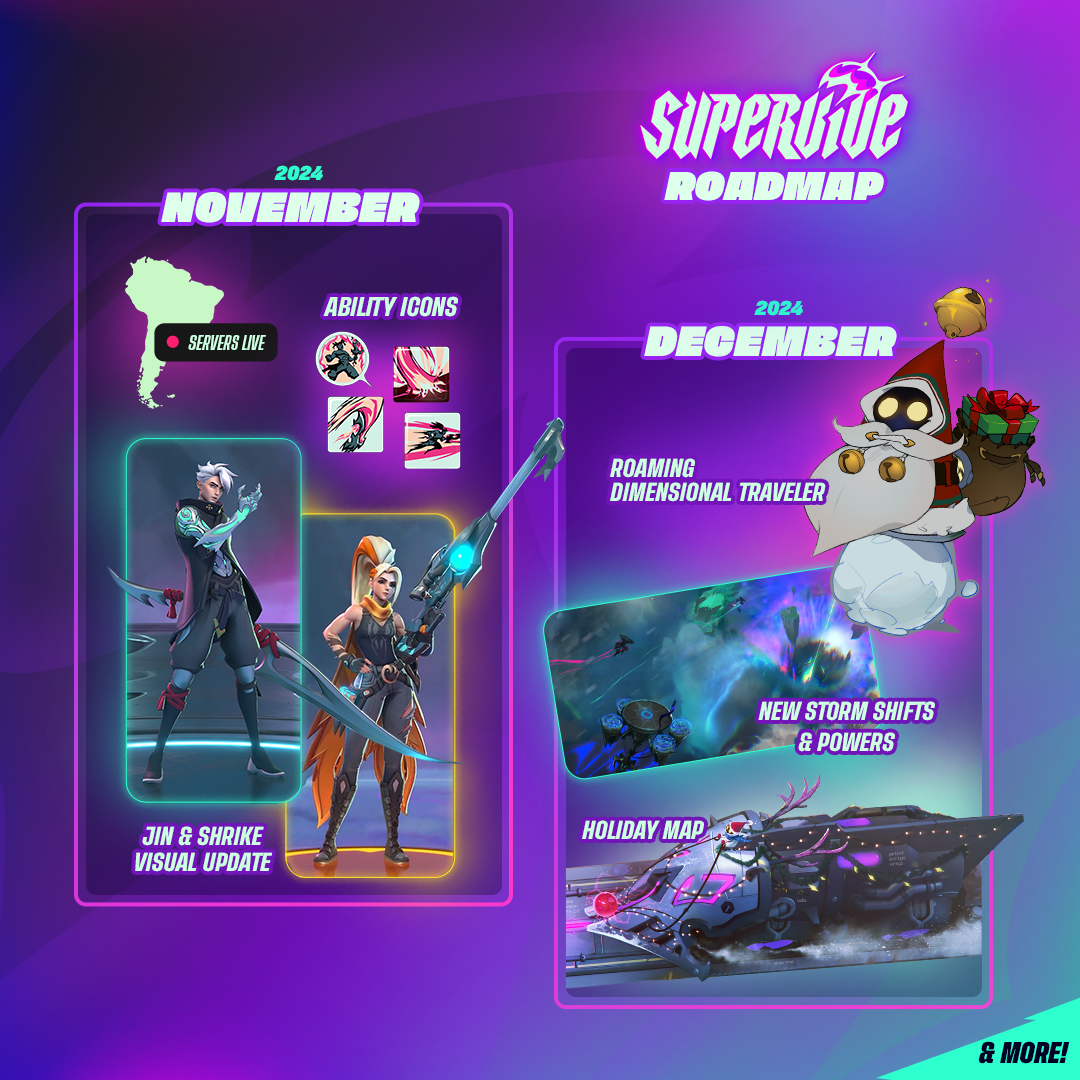 SUPERVIVE
ROADMAP
2024
NOVEMBER
SERVERS LIVE
ABILITY ICONS
JIN & SHRIKE
VISUAL UPDATE
2024
DECEMBER
ROAMING
DIMENSIONAL TRAVELER
NEW STORM SHIFTS
& POWERS
HOLIDAY MAP
& MORE!